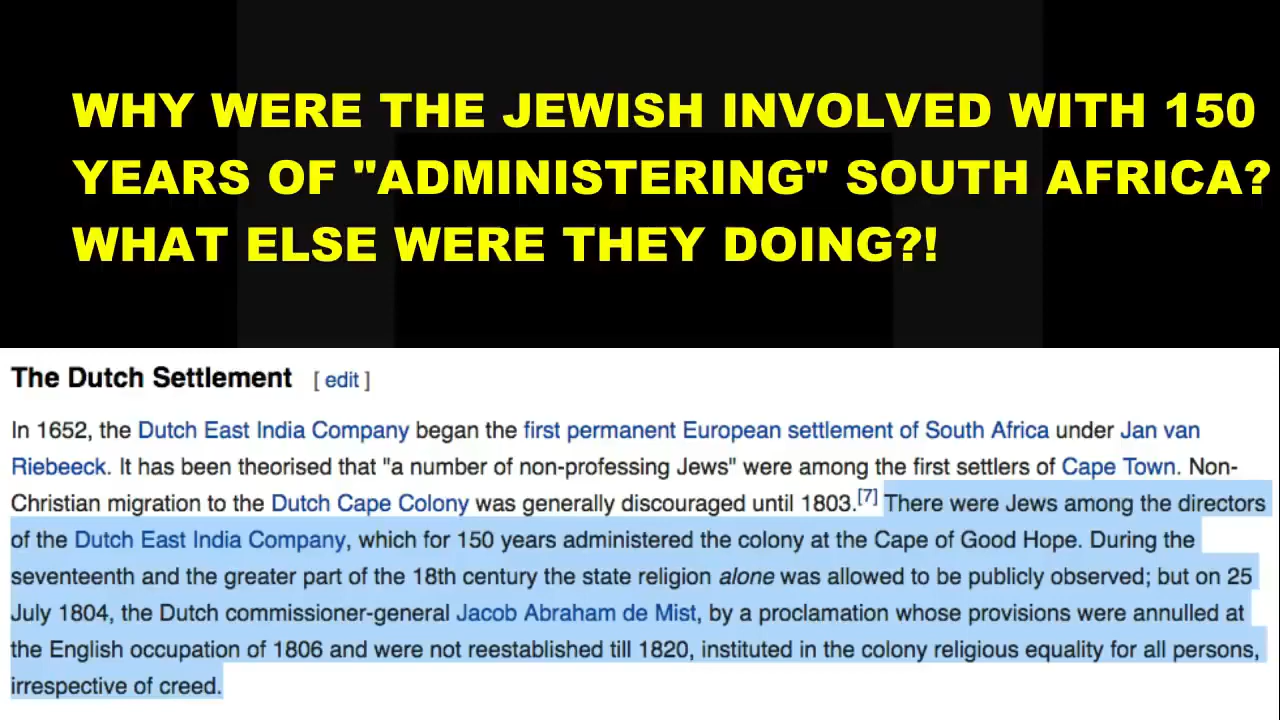 WHY WERE THE JEWISH INVOLVED WITH 150
YEARS OF "ADMINISTERING" SOUTH AFRICA?
WHAT ELSE WERE THEY DOING?!
The Dutch Settlement [ edit ]
In 1652, the Dutch East India Company began the first permanent European settlement of South Africa under Jan van
Riebeeck. It has been theorised that "a number of non-professing Jews" were among the first settlers of Cape Town. Non-
Christian migration to the Dutch Cape Colony was generally discouraged until 1803.[7] There were Jews among the directors
of the Dutch East India Company, which for 150 years administered the colony at the Cape of Good Hope. During the
seventeenth and the greater part of the 18th century the state religion alone was allowed to be publicly observed; but on 25
July 1804, the Dutch commissioner-general Jacob Abraham de Mist, by a proclamation whose provisions were annulled at
the English occupation of 1806 and were not reestablished till 1820, instituted in the colony religious equality for all persons,
irrespective of creed.